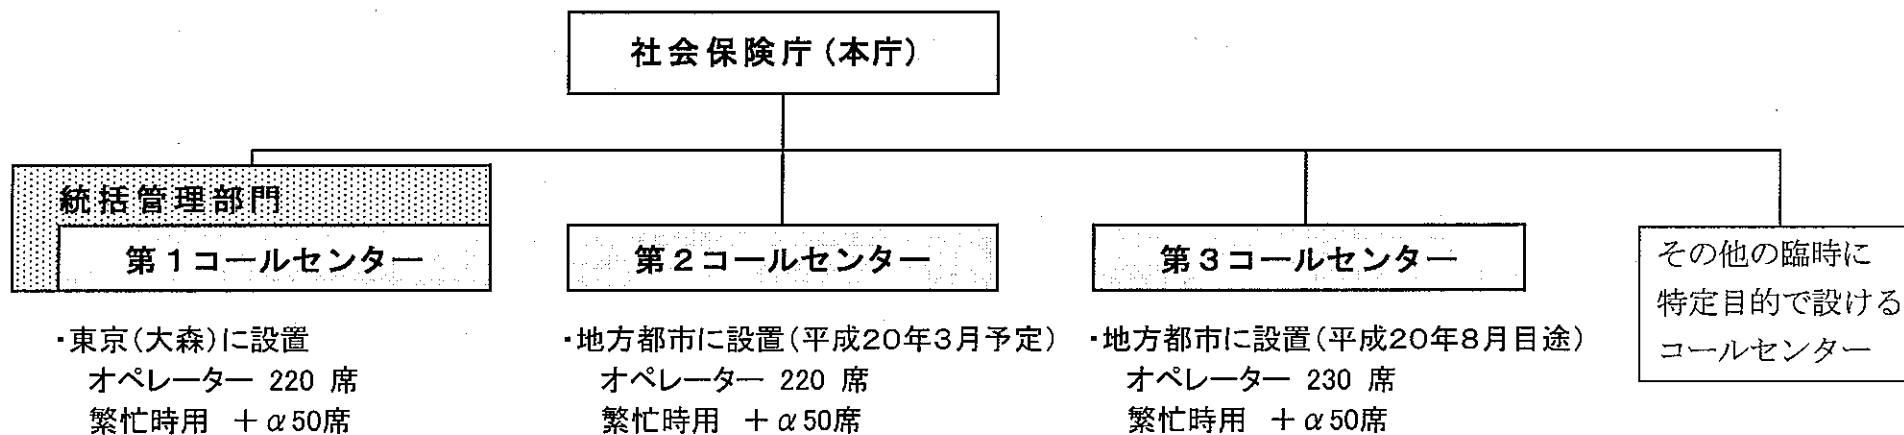 社会保険庁(本庁)
統括管理部門
第1コールセンター
・東京(大森)に設置
オペレーター 220 席
繁忙時用 +α50席
第2コールセンター
・地方都市に設置(平成20年3月予定)
オペレーター 220 席
繁忙時用 +α50席
第3コールセンター
・地方都市に設置(平成20年8月目途)
オペレーター 230 席
繁忙時用 +α50席
その他の臨時に
特定目的で設ける
コールセンター